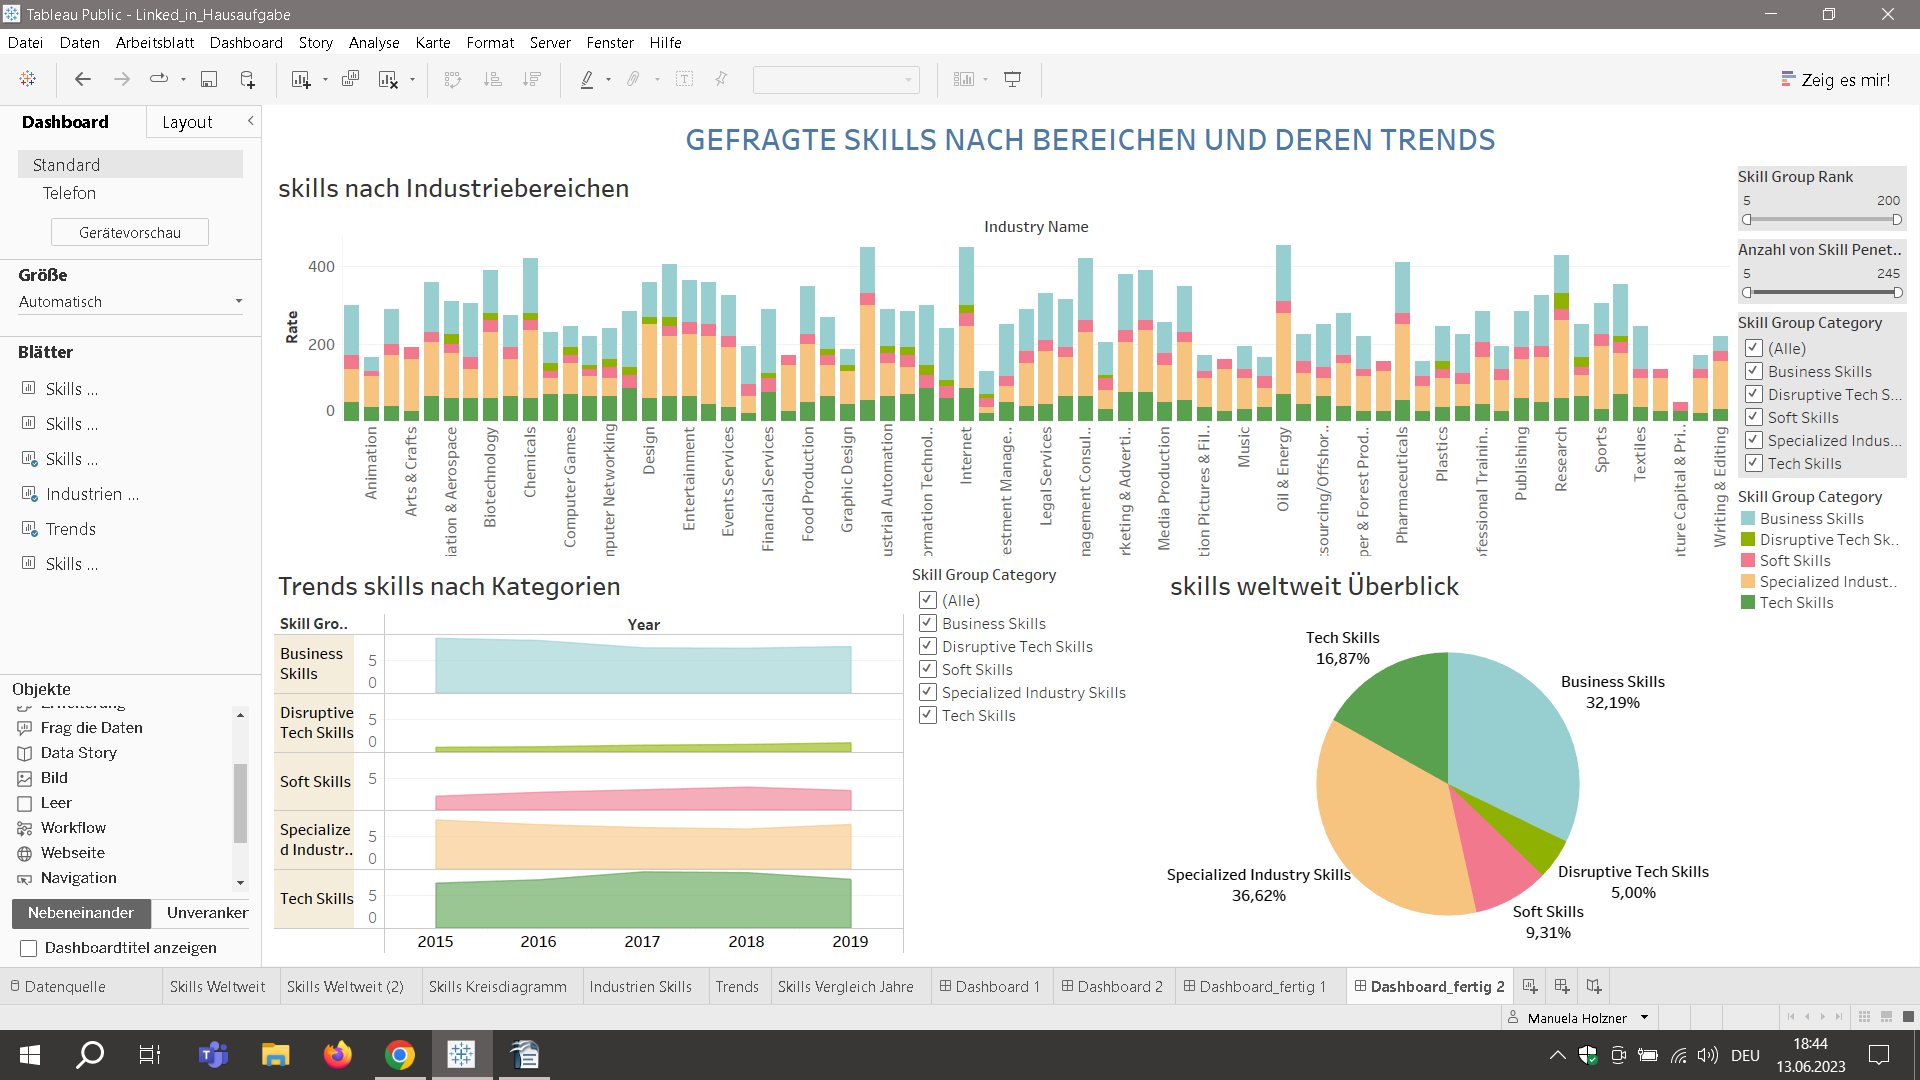 Tableau Public - Linked_in_Hausaufgabe
Datei Daten Arbeitsblatt Dashboard Story Analyse Karte Format Server Fenster Hilfe
Zeig es mir!
Dashboard Layout
Standard
Telefon
Gerätevorschau
Größe
Automatisch
Blätter
Skills ...
Skills ...
Skills ...
Industrien ...
Trends
Skills ...
Objekte
Erweiterung
Frag die Daten
Data Story
Bild
Leer
Workflow
Webseite
Navigation
Nebeneinander Unveranker
Dashboardtitel anzeigen
GEFRAGTE SKILLS NACH BEREICHEN UND DEREN TRENDS
skills nach Industriebereichen
Industry Name
Rate
400
200
0
Animation
Arts & Crafts
iation & Aerospace
Biotechnology
Chemicals
Computer Games
nputer Networking
Design
Entertainment
Events Services
Financial Services
Food Production
Graphic Design
ustrial Automation
ormation Technol..
Internet
estment Manage..
Legal Services
nagement Consul..
rketing & Adverti..
Media Production
tion Pictures & Fil..
Music
Oil & Energy
sourcing/Offshor..
per & Forest Prod..
Pharmaceuticals
Plastics
ofessional Trainin..
Publishing
Research
Sports
Textiles
ature Capital & Pri..
Writing & Editing
Skill Group Rank
5 200
Anzahl von Skill Penet..
5 245
Skill Group Category
(Alle)
Business Skills
Disruptive Tech S...
Soft Skills
Specialized Indus...
Tech Skills
Skill Group Category
Business Skills
Disruptive Tech Sk..
Soft Skills
Specialized Indust..
Tech Skills
Trends skills nach Kategorien
Skill Gro..
Year
Business
Skills
5
0
Disruptive
Tech Skills
5
0
Soft Skills
5
Specialize
d Industr..
5
0
Tech Skills
5
0
2015 2016 2017 2018 2019
Skill Group Category
(Alle)
Business Skills
Disruptive Tech Skills
Soft Skills
Specialized Industry Skills
Tech Skills
skills weltweit Überblick
Tech Skills
16,87%
Business Skills
32,19%
Specialized Industry Skills
36,62%
Disruptive Tech Skills
5,00%
Soft Skills
9,31%
Datenquelle Skills Weltweit Skills Weltweit (2) Skills Kreisdiagramm Industrien Skills Trends Skills Vergleich Jahre Dashboard 1 Dashboard 2 Dashboard_fertig 1 Dashboard_fertig 2
Manuela Holzner
DEU
18:44
13.06.2023